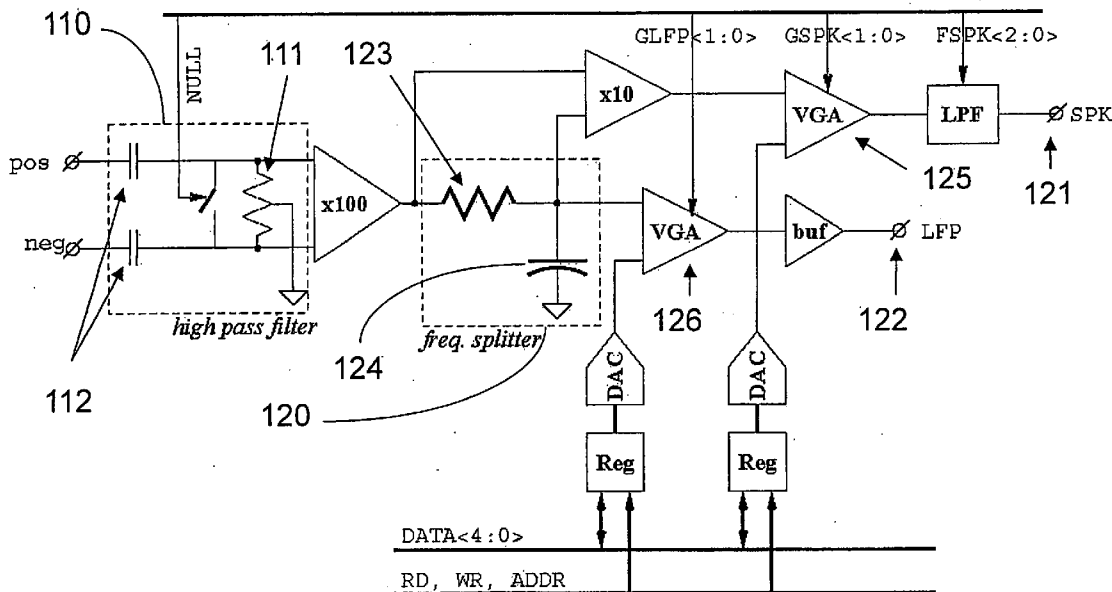 110
NULL
111
123
GLFP<1:0>
GSPK<1:0>
FSPK<2:0>
pos
neg
x100
x10
VGA
LPF
SPK
125
121
VGA
buf
LFP
126
122
high pass filter
freq. splitter
112
124
120
DAC
DAC
Reg
Reg
DATA<4:0>
RD, WR, ADDR